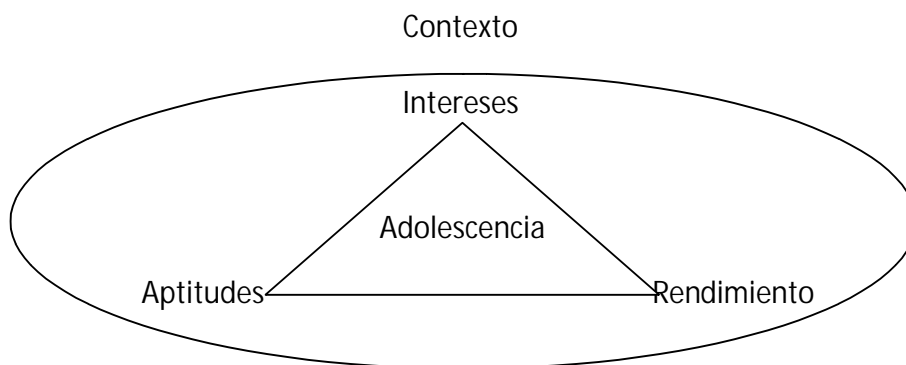 Contexto
Intereses
Adolescencia
Aptitudes Rendimiento